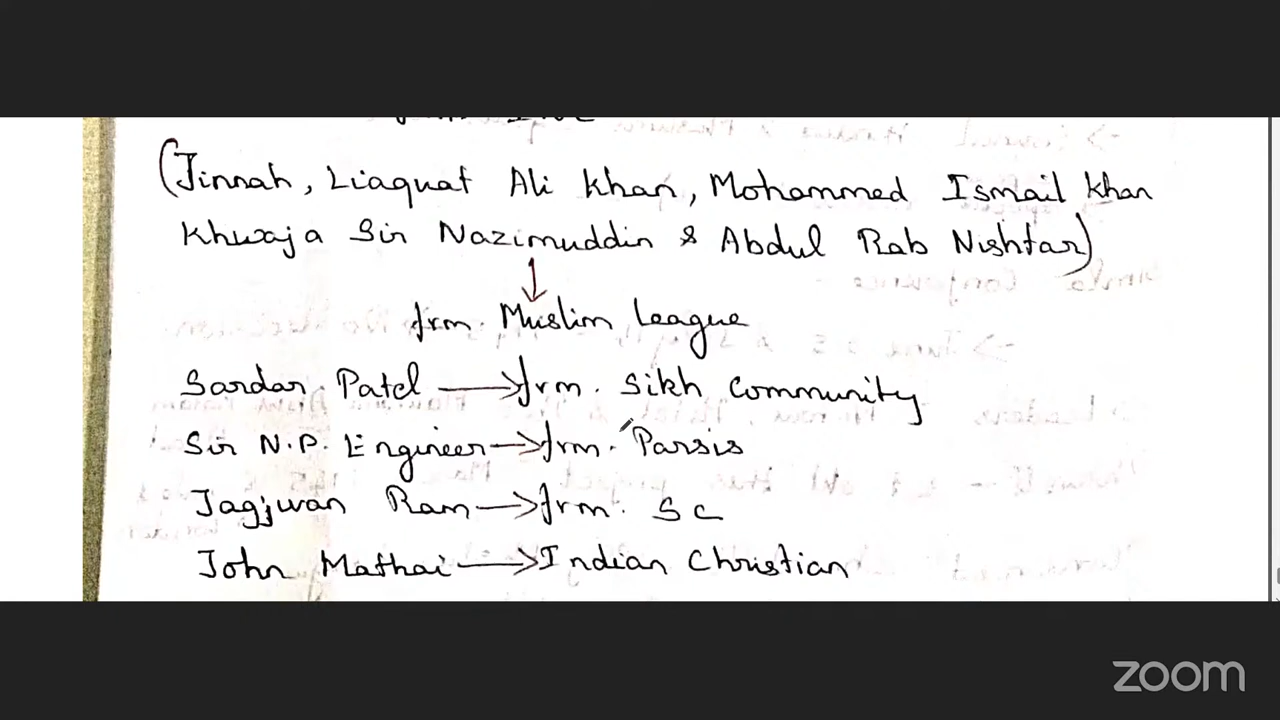 (Jinnah, Liaquat Ali Khan, Mohammed Ismail Khan
Khwaja Sir Nazimuddin & Abdul Rab Nishtar)
↓
frm. Muslim League
Sardar Patel → frm. Sikh Community
Sir N.P. Engineer → frm. Parsis
Jagjwan Ram → frm. SC
John Mathai → Indian Christian
zoom